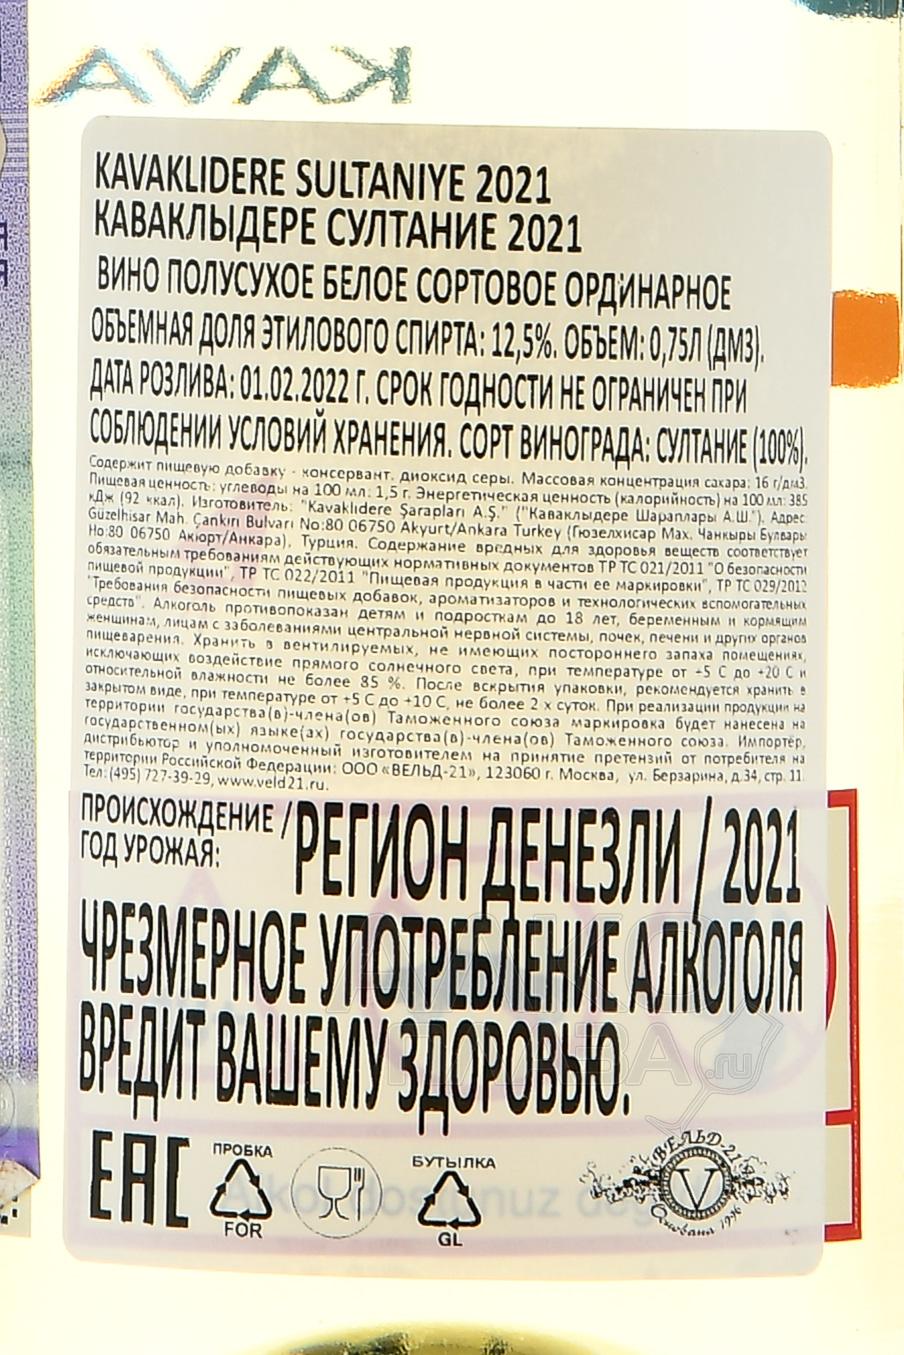 KAVA
KAVAKLIDERE SULTANIYE 2021
КАВАКЛЫДЕРЕ СУЛТАНИЕ 2021
ВИНО ПОЛУСУХОЕ БЕЛОЕ СОРТОВОЕ ОРДИНАРНОЕ
ОБЪЕМНАЯ ДОЛЯ ЭТИЛОВОГО СПИРТА: 12,5%. ОБЪЕМ: 0,75Л (ДМ3).
ДАТА РОЗЛИВА: 01.02.2022 Г. СРОК ГОДНОСТИ НЕ ОГРАНИЧЕН ПРИ
СОБЛЮДЕНИИ УСЛОВИЙ ХРАНЕНИЯ. СОРТ ВИНОГРАДА: СУЛТАНИЕ (100%).
Содержит пищевую добавку - консервант, диоксид серы. Массовая концентрация сахара: 16 г/дм3.
Пищевая ценность: углеводы на 100 мл: 1,5 г. Энергетическая ценность (калорийность) на 100 мл: 385
кДж (92 ккал). Изготовитель: "Kavaklıdere Şarapları A.Ş." ("Каваклыдере Шараплары А.Ш."). Адрес:
Güzelhisar Mah. Çankırı Bulvarı No:80 06750 Akyurt/Ankara Turkey (Гюзелхисар Мах. Чанкыры Булвары
Но:80 06750 Акюрт/Анкара), Турция. Содержание вредных для здоровья веществ соответствует
обязательным требованиям действующих нормативных документов ТР ТС 021/2011 "О безопасности
пищевой продукции", ТР ТС 022/2011 "Пищевая продукция в части ее маркировки", ТР ТС 029/2012
"Требования безопасности пищевых добавок, ароматизаторов и технологических вспомогательных
средств". Алкоголь противопоказан детям и подросткам до 18 лет, беременным и кормящим
женщинам, лицам с заболеваниями центральной нервной системы, почек, печени и других органов
пищеварения. Хранить в вентилируемых, не имеющих постороннего запаха помещениях,
исключающих воздействие прямого солнечного света, при температуре от +5 С до +20 С и
относительной влажности не более 85 %. После вскрытия упаковки, рекомендуется хранить в
закрытом виде, при температуре от +5 С до +10 С, не более 2 х суток. При реализации продукции на
территории государства(в)-члена(ов) Таможенного союза маркировка будет нанесена на
государственном(ых) языке(ах) государства(в)-члена(ов) Таможенного союза. Импортёр,
дистрибьютор и уполномоченный изготовителем на принятие претензий от потребителя на
территории Российской Федерации: ООО «ВЕЛЬД-21», 123060 г. Москва, ул. Берзарина, д.34, стр. 11
Тел: (495) 727-39-29, www.veld21.ru.
ПРОИСХОЖДЕНИЕ /
ГОД УРОЖАЯ:
РЕГИОН ДЕНЕЗЛИ / 2021
ЧРЕЗМЕРНОЕ УПОТРЕБЛЕНИЕ АЛКОГОЛЯ
ВРЕДИТ ВАШЕМУ ЗДОРОВЬЮ.
EAC
ПРОБКА
FOR
БУТЫЛКА
GL
ВЕЛЬД-21
V
Основана 1996
Alkol dostunuz değ